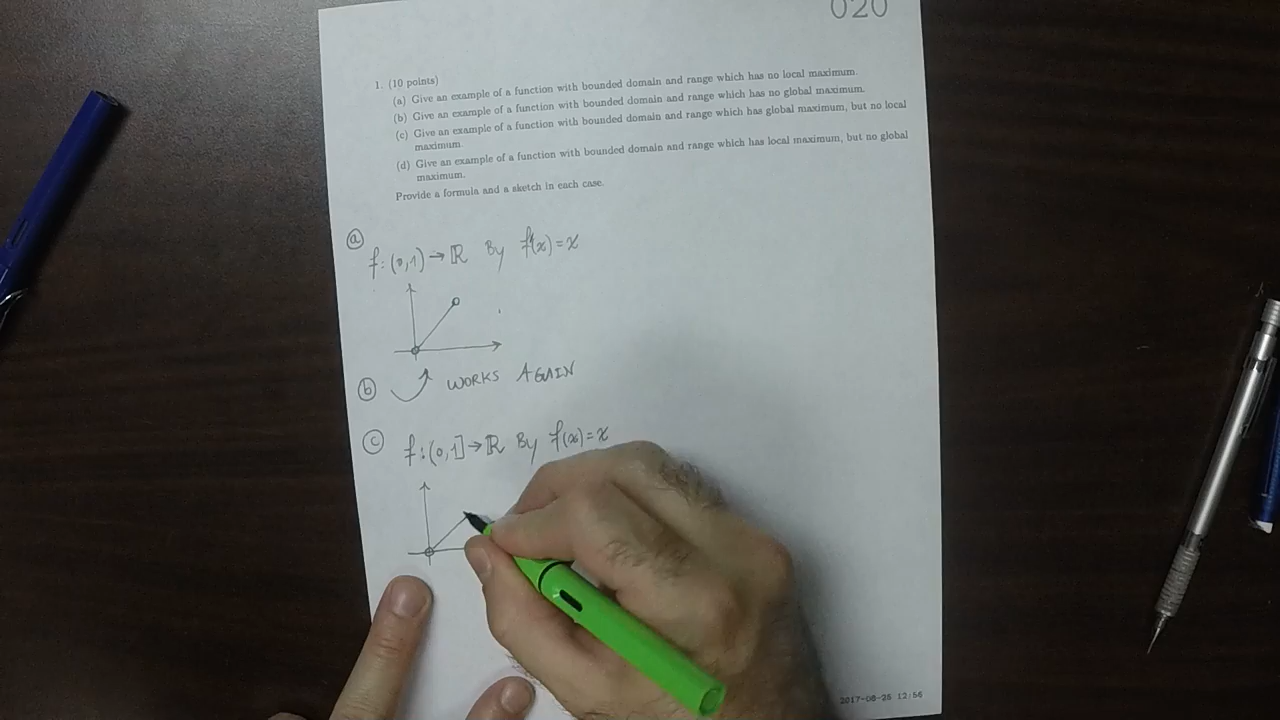 020
1. (10 points)
(a) Give an example of a function with bounded domain and range which has no local maximum.
(b) Give an example of a function with bounded domain and range which has no global maximum.
(c) Give an example of a function with bounded domain and range which has global maximum, but no local
maximum.
(d) Give an example of a function with bounded domain and range which has local maximum, but no global
maximum.
Provide a formula and a sketch in each case.
ⓐ
f:(0,1)→ℝ By f(x)=x
ⓑ WORKS AGAIN
ⓒ f:(0,1]→ℝ By f(x)=x
2017-08-25 12:56